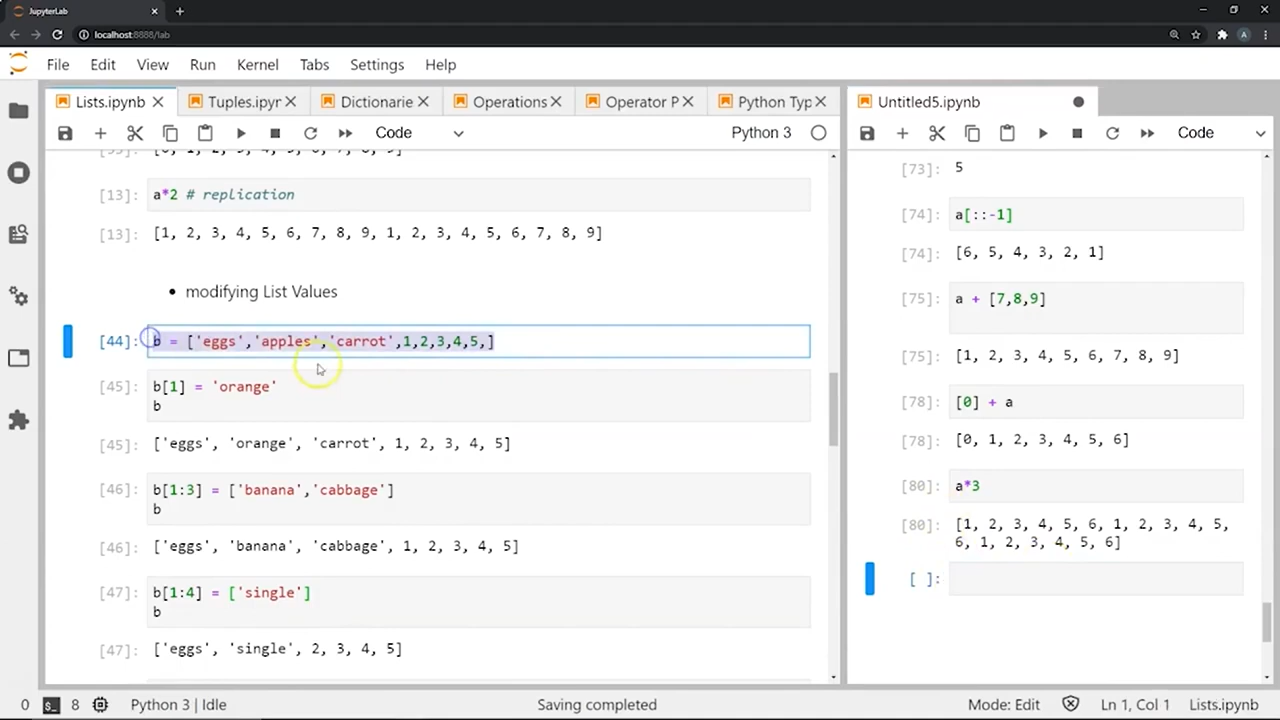 JupyterLab
localhost:8888/lab
A
File Edit View Run Kernel Tabs Settings Help
Lists.ipynb Tuples.ipyr Dictionarie Operations Operator P Python Typ
Code Python 3
[13]: a*2 # replication
[13]: [1, 2, 3, 4, 5, 6, 7, 8, 9, 1, 2, 3, 4, 5, 6, 7, 8, 9]
• modifying List Values
[44]: b = ['eggs','apples','carrot',1,2,3,4,5,]
[45]: b[1] = 'orange'
b
[45]: ['eggs', 'orange', 'carrot', 1, 2, 3, 4, 5]
[46]: b[1:3] = ['banana','cabbage']
b
[46]: ['eggs', 'banana', 'cabbage', 1, 2, 3, 4, 5]
[47]: b[1:4] = ['single']
b
[47]: ['eggs', 'single', 2, 3, 4, 5]
Untitled5.ipynb
Code
[73]: 5
[74]: a[::-1]
[74]: [6, 5, 4, 3, 2, 1]
[75]: a + [7,8,9]
[75]: [1, 2, 3, 4, 5, 6, 7, 8, 9]
[78]: [0] + a
[78]: [0, 1, 2, 3, 4, 5, 6]
[80]: a*3
[80]: [1, 2, 3, 4, 5, 6, 1, 2, 3, 4, 5,
6, 1, 2, 3, 4, 5, 6]
[ ]:
0 8 Python 3 | Idle Saving completed Mode: Edit Ln 1, Col 1 Lists.ipynb